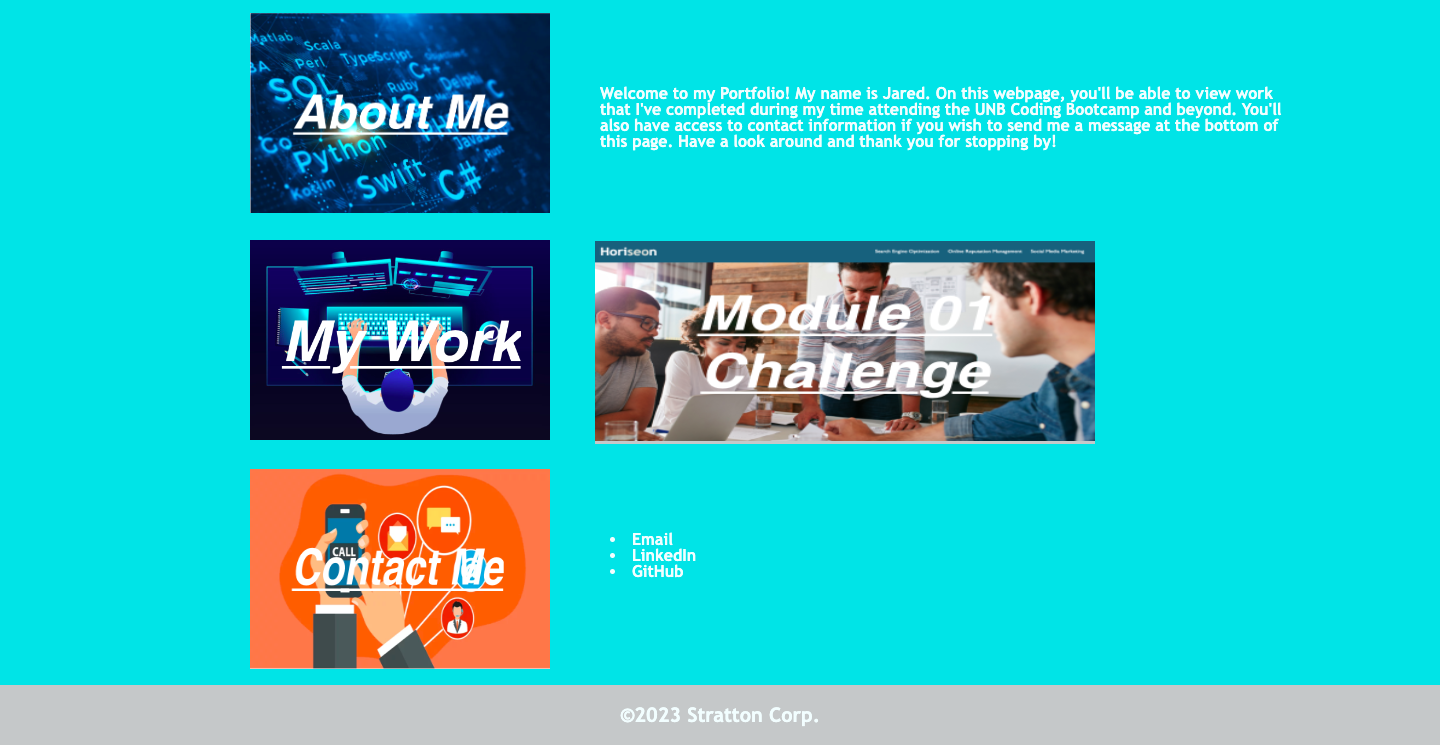 Matlab
Scala
BA
Perl
TypeScript
SQL
Ruby
C++
Delphi
C
About Me
Co
Python
Java
Rust
Kotlin
Swift
C#
Welcome to my Portfolio! My name is Jared. On this webpage, you'll be able to view work
that I've completed during my time attending the UNB Coding Bootcamp and beyond. You'll
also have access to contact information if you wish to send me a message at the bottom of
this page. Have a look around and thank you for stopping by!
My Work
Horiseon
Search Engine Optimization Online Reputation Management Social Media Marketing
Module 01
Challenge
CALL
Contact Me
• Email
• LinkedIn
• GitHub
©2023 Stratton Corp.